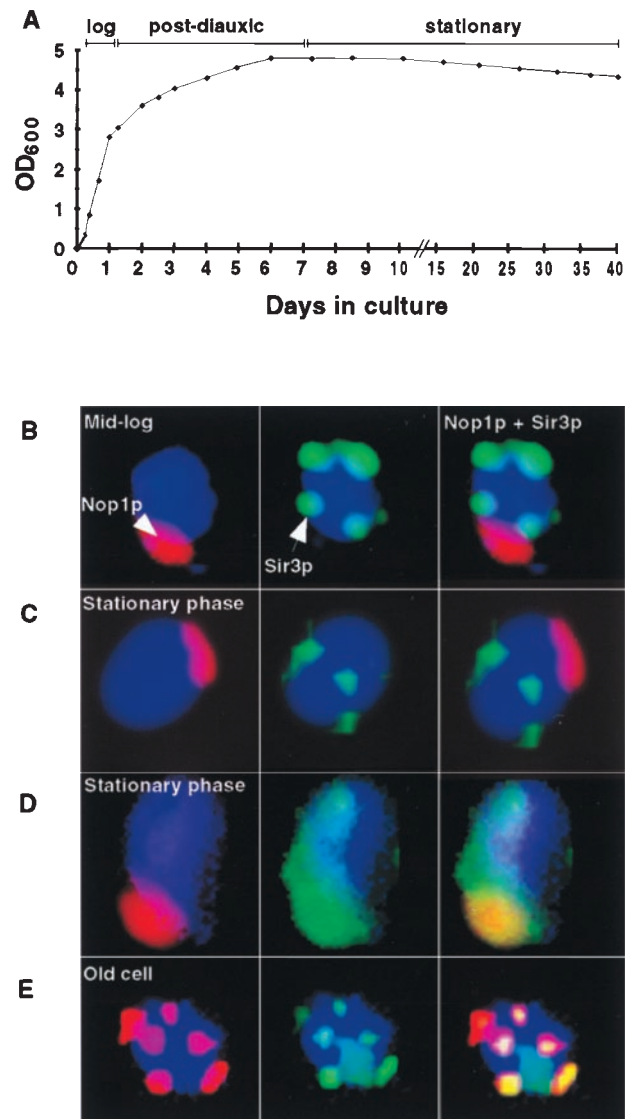 A
log post-diauxic stationary
5
4
3
2
1
0
OD600
0 1 2 3 4 5 6 7 8 9 10 15 20 25 30 35 40
Days in culture
B
Mid-log
Nop1p + Sir3p
Nop1p
Sir3p
C
Stationary phase
D
Stationary phase
E
Old cell